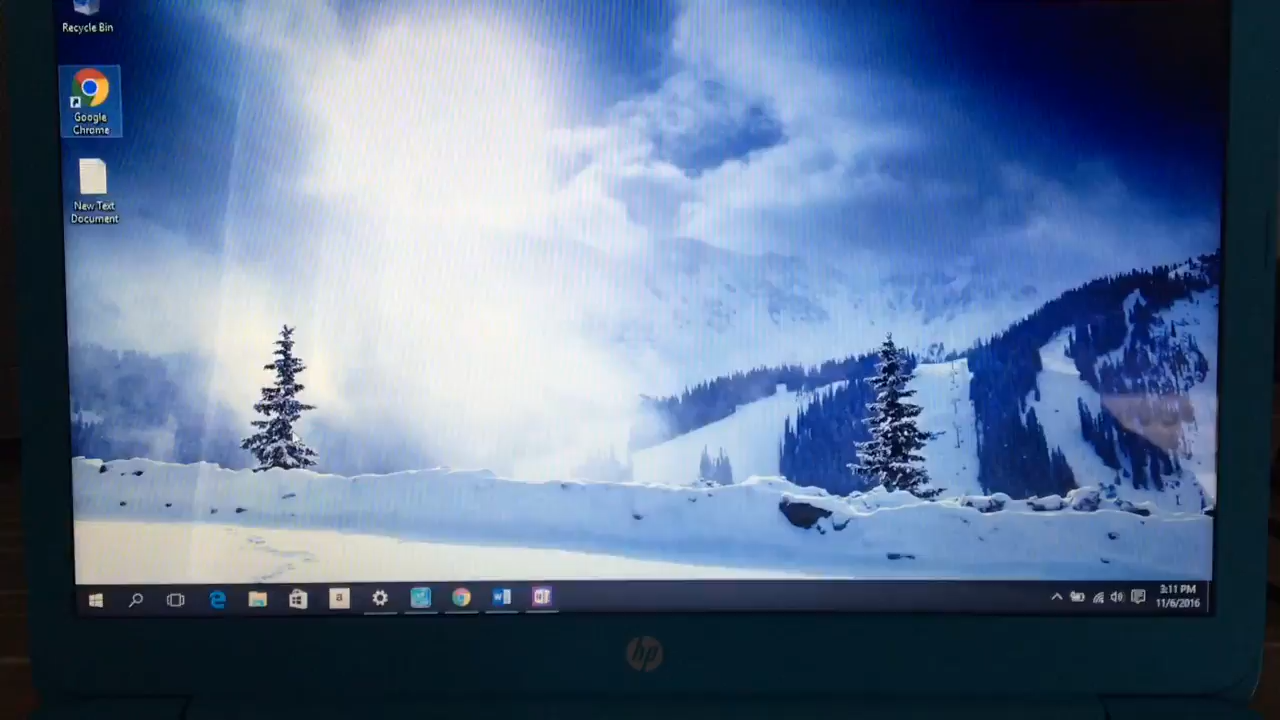 Recycle Bin
Google
Chrome
New Text
Document
a
3:11 PM
11/6/2016
hp